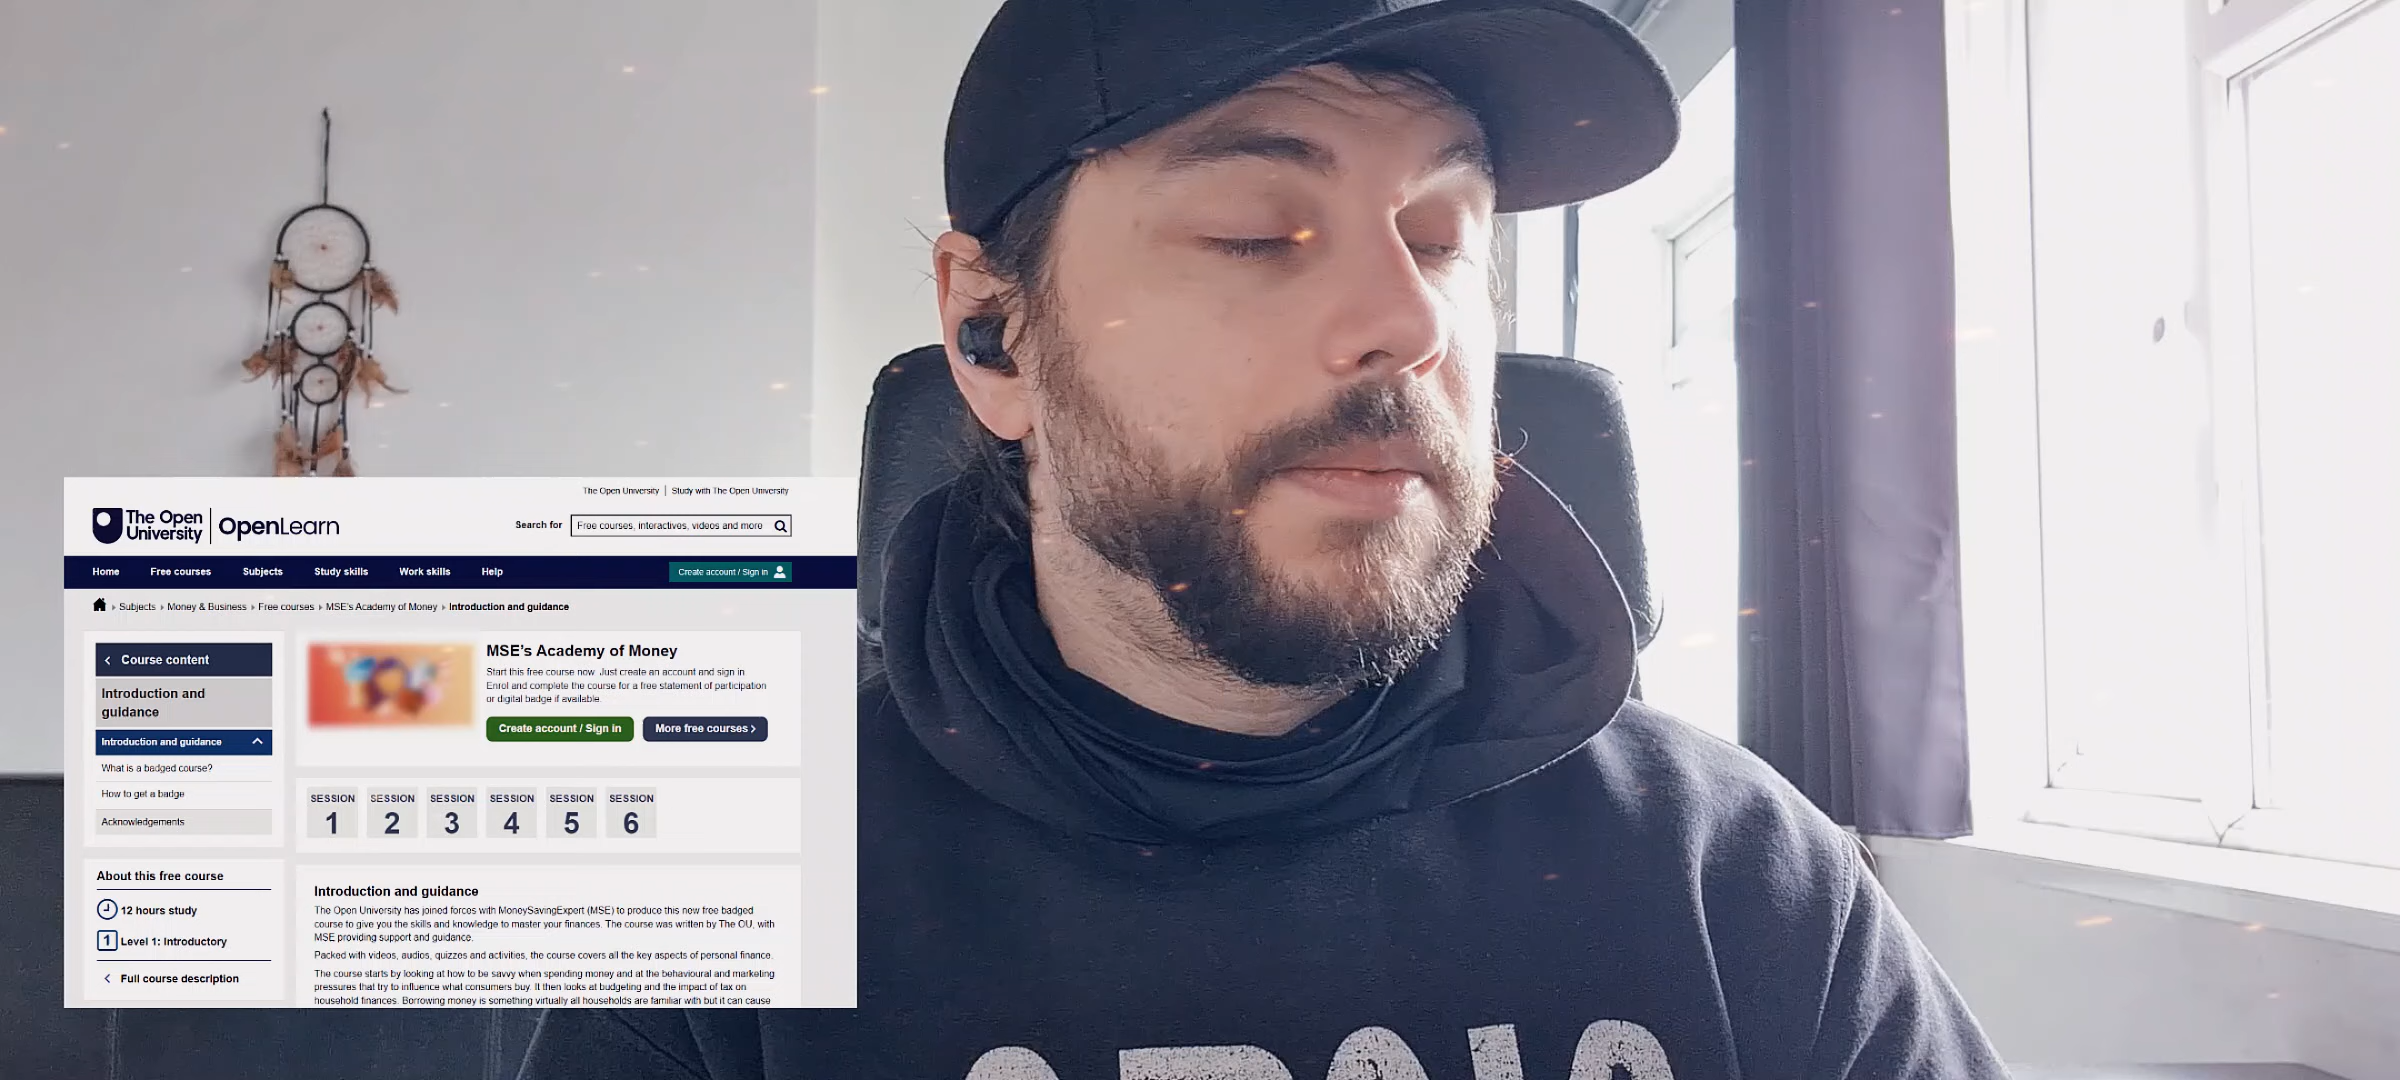 The Open University | Study with The Open University
The Open
University
OpenLearn
Search for
Free courses, interactives, videos and more
Home
Free courses
Subjects
Study skills
Work skills
Help
Create account / Sign in
Subjects
Money & Business
Free courses
MSE's Academy of Money
Introduction and guidance
Course content
Introduction and
guidance
Introduction and guidance
What is a badged course?
How to get a badge
Acknowledgements
MSE's Academy of Money
Start this free course now. Just create an account and sign in
Enrol and complete the course for a free statement of participation
or digital badge if available.
Create account / Sign in
More free courses
SESSION
1
SESSION
2
SESSION
3
SESSION
4
SESSION
5
SESSION
6
About this free course
12 hours study
1 Level 1: Introductory
Full course description
Introduction and guidance
The Open University has joined forces with MoneySavingExpert (MSE) to produce this new free badged
course to give you the skills and knowledge to master your finances. The course was written by The OU, with
MSE providing support and guidance.
Packed with videos, audios, quizzes and activities, the course covers all the key aspects of personal finance.
The course starts by looking at how to be savvy when spending money and at the behavioural and marketing
pressures that try to influence what consumers buy. It then looks at budgeting and the impact of tax on
household finances. Borrowing money is something virtually all households are familiar with but it can cause